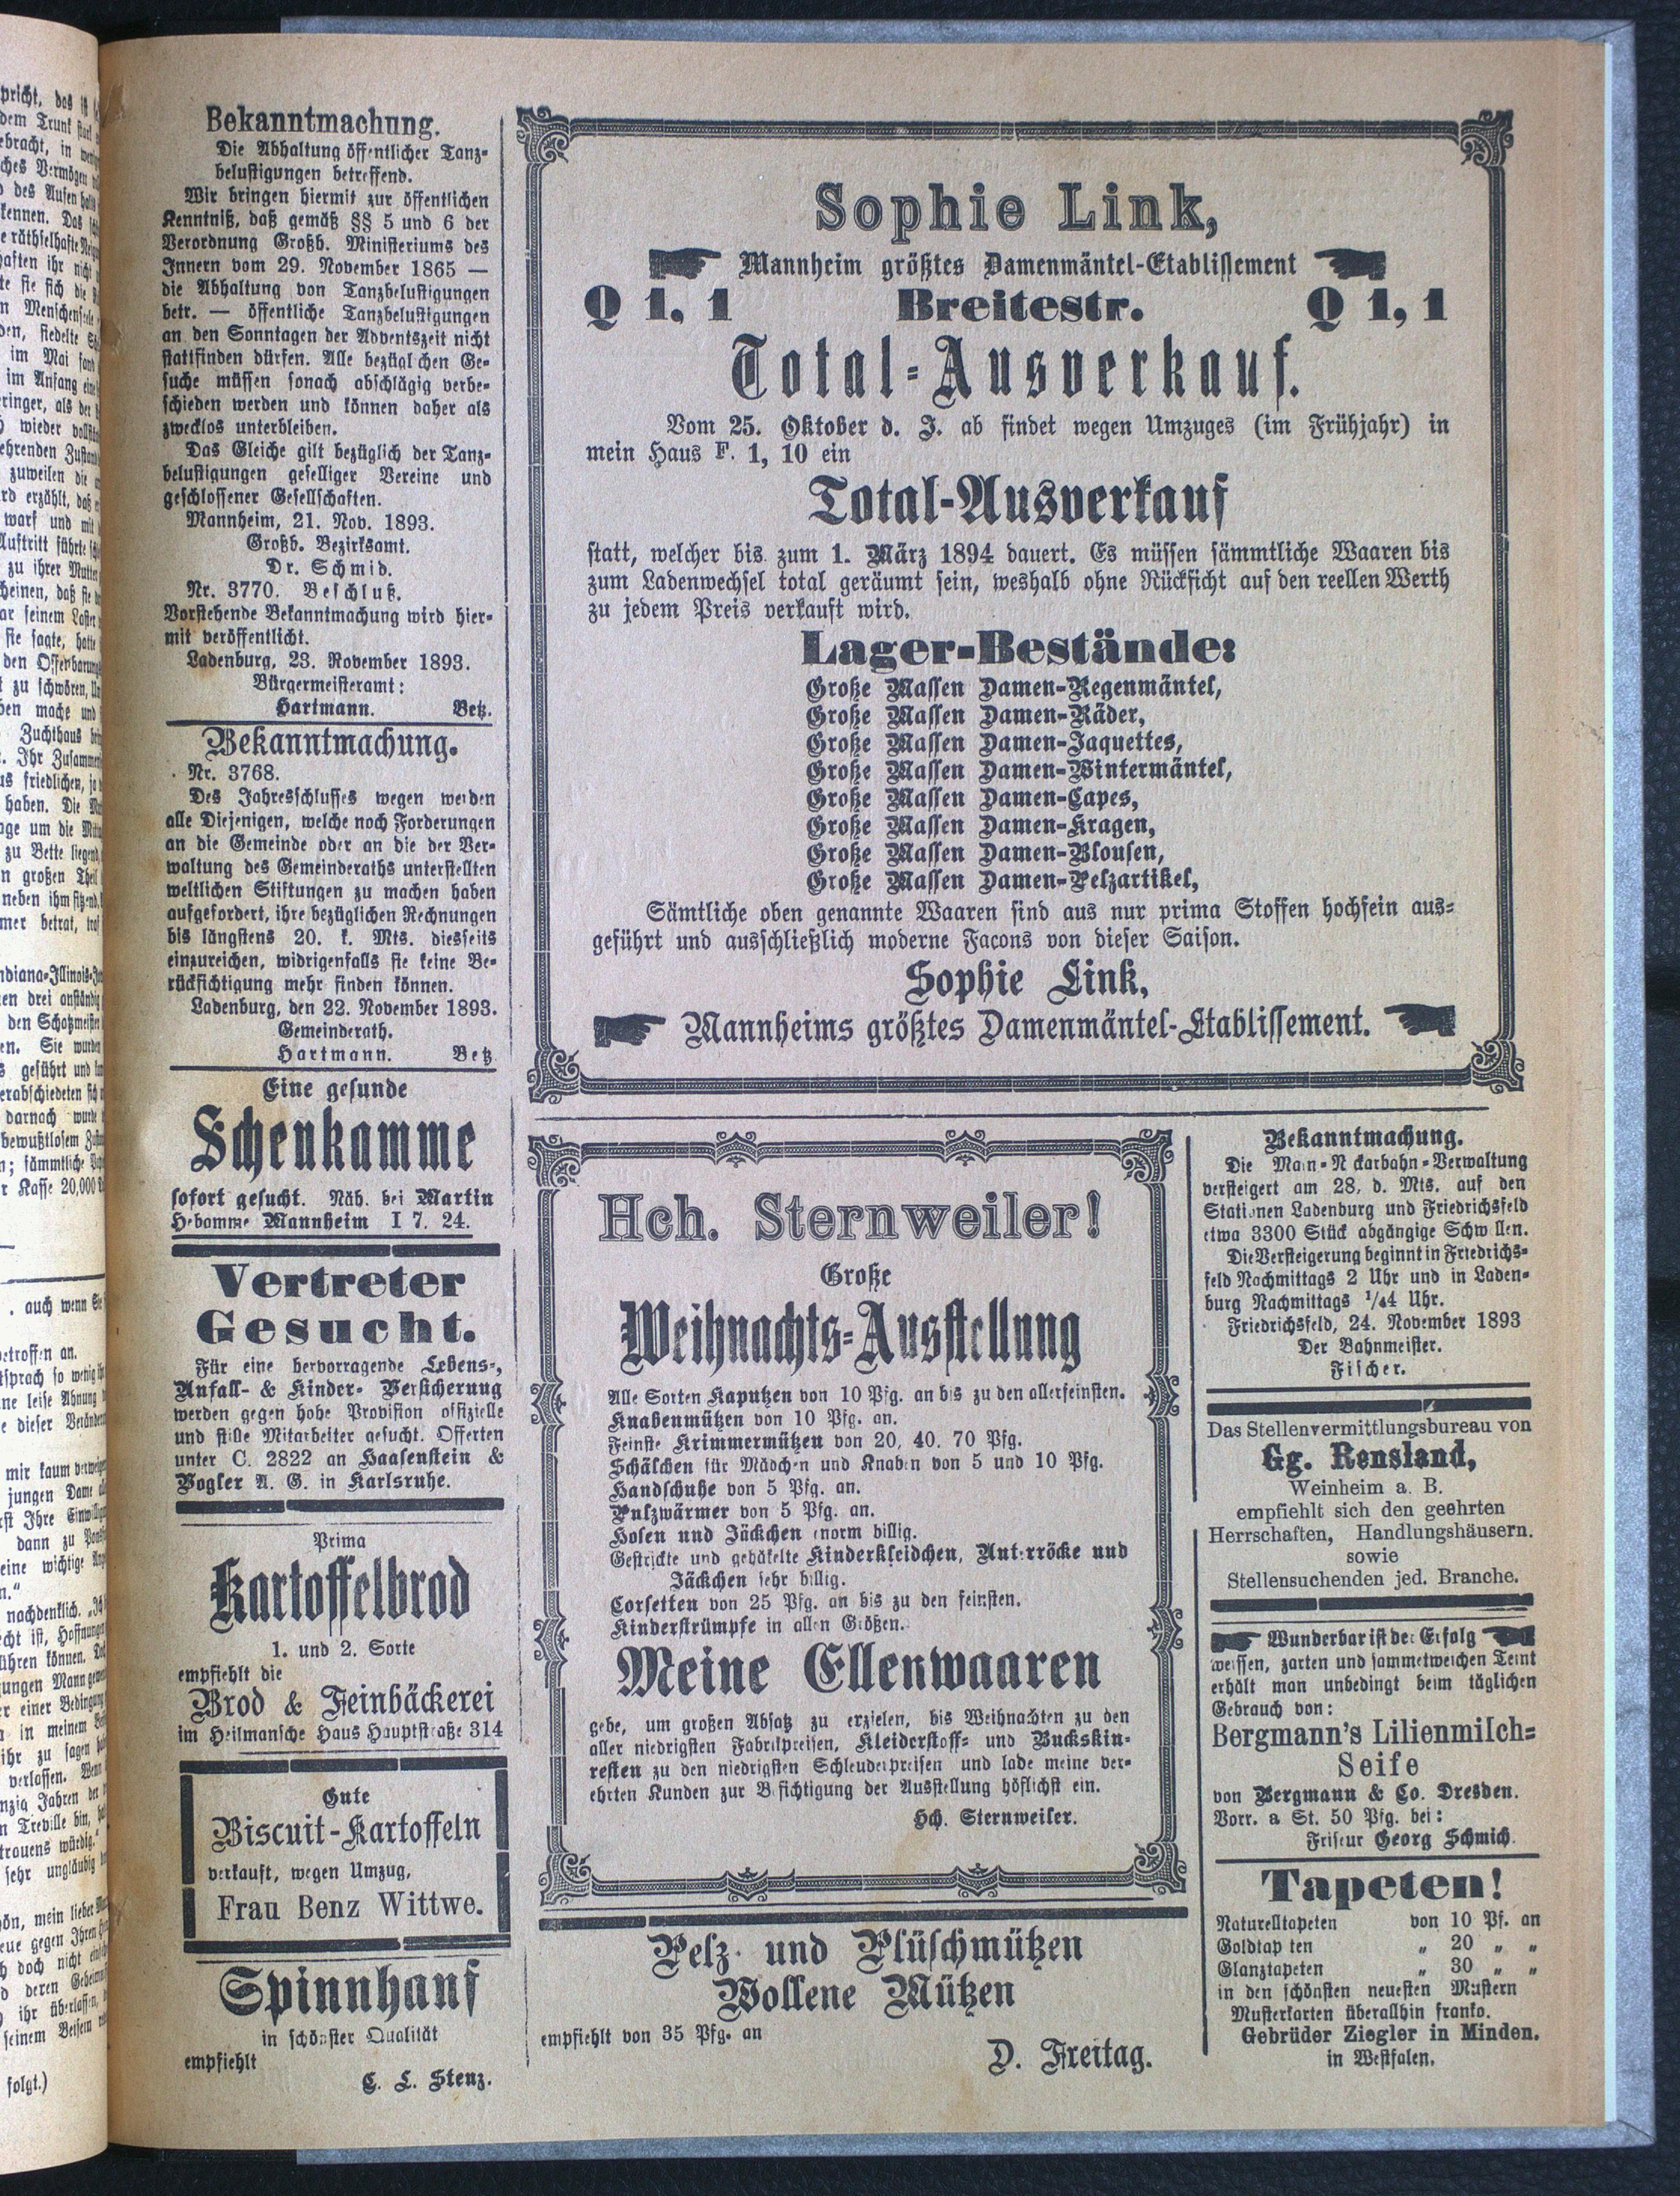 Bekanntmachung.
Die Abhaltung öffentlicher Tanz-
belustigungen betreffend.
Wir bringen hiermit zur öffentlichen
Kenntniß, daß gemäß §§ 5 und 6 der
Verordnung Großh. Ministeriums des
Innern vom 29. November 1865 —
die Abhaltung von Tanzbelustigungen
betr. — öffentliche Tanzbelustigungen
an den Sonntagen der Adventszeit nicht
stattfinden dürfen. Alle bezüglichen Ge-
suche müssen sonach abschlägig verbe-
schieden werden und können daher als
zwecklos unterbleiben.
Das Gleiche gilt bezüglich der Tanz-
belustigungen geselliger Vereine und
geschlossener Gesellschaften.
Mannheim, 21. Nov. 1893.
Großh. Bezirksamt.
Dr. Schmid.
Nr. 3770. Beschluß.
Vorstehende Bekanntmachung wird hier-
mit veröffentlicht.
Ladenburg, 23. November 1893.
Bürgermeisteramt:
Hartmann. Betz.
Bekanntmachung.
Nr. 3768.
Des Jahresschlusses wegen werden
alle Diejenigen, welche noch Forderungen
an die Gemeinde oder an die der Ver-
waltung des Gemeinderaths unterstellten
weltlichen Stiftungen zu machen haben
aufgefordert, ihre bezüglichen Rechnungen
bis längstens 20. k. Mts. diesseits
einzureichen, widrigenfalls sie keine Be-
rücksichtigung mehr finden können.
Ladenburg, den 22. November 1893.
Gemeinderath.
Hartmann. Betz
Eine gesunde
Schenkamme
sofort gesucht. Näh. bei Martin
Hebamme Mannheim I 7. 24.
Vertreter
Gesucht.
Für eine hervorragende Lebens-,
Unfall- & Kinder- Versicherung
werden gegen hohe Provision offizielle
und stille Mitarbeiter gesucht. Offerten
unter C. 2822 an Haasenstein &
Vogler A. G. in Karlsruhe.
Prima
Kartoffelbrod
1. und 2. Sorte
empfiehlt die
Brod & Feinbäckerei
im Heilmansche Haus Hauptstraße 314
Gute
Biscuit-Kartoffeln
verkauft, wegen Umzug,
Frau Benz Wittwe.
Spinnhanf
in schönster Qualität
empfiehlt
C. L. Stenz.
Sophie Link,
Mannheim größtes Damenmäntel-Etablissement
Q 1, 1 Breitestr. Q 1, 1
Total-Ausverkauf.
Vom 25. Oktober d. J. ab findet wegen Umzuges (im Frühjahr) in
mein Haus F. 1, 10 ein
Total-Ausverkauf
statt, welcher bis zum 1. März 1894 dauert. Es müssen sämmtliche Waaren bis
zum Ladenwechsel total geräumt sein, weshalb ohne Rücksicht auf den reellen Werth
zu jedem Preis verkauft wird.
Lager-Bestände:
Große Massen Damen-Regenmäntel,
Große Massen Damen-Räder,
Große Massen Damen-Jaquettes,
Große Massen Damen-Wintermäntel,
Große Massen Damen-Capes,
Große Massen Damen-Kragen,
Große Massen Damen-Blousen,
Große Massen Damen-Pelzartikel,
Sämtliche oben genannte Waaren sind aus nur prima Stoffen hochfein aus-
geführt und ausschließlich moderne Facons von dieser Saison.
Sophie Link,
Mannheims größtes Damenmäntel-Etablissement.
Hch. Sternweiler!
Große
Weihnachts-Ausstellung
Alle Sorten Kaputzen von 10 Pfg. an bis zu den allerfeinsten.
Knabenmützen von 10 Pfg. an.
Feinste Krimmermützen von 20, 40, 70 Pfg.
Schälchen für Mädchen und Knaben von 5 und 10 Pfg.
Handschuhe von 5 Pfg. an.
Pulzwärmer von 5 Pfg. an.
Hosen und Jäckchen enorm billig.
Gestrickte und gehäkelte Kinderkleidchen, Unterröcke und
Jäckchen sehr billig.
Corsetten von 25 Pfg. an bis zu den feinsten.
Kinderstrümpfe in allen Größen.
Meine Ellenwaaren
gebe, um großen Absatz zu erzielen, bis Weihnachten zu den
aller niedrigsten Fabrikpreisen, Kleiderstoff- und Buckskin-
resten zu den niedrigsten Schleuderpreisen und lade meine ver-
ehrten Kunden zur Besichtigung der Ausstellung höflichst ein.
Hch. Sternweiler.
Pelz- und Plüschmützen
Wollene Mützen
empfiehlt von 35 Pfg. an
D. Freitag.
Bekanntmachung.
Die Main-Neckarbahn-Verwaltung
versteigert am 28. d. Mts. auf den
Stationen Ladenburg und Friedrichsfeld
etwa 3300 Stück abgängige Schwellen.
Die Versteigerung beginnt in Friedrichs-
feld Nachmittags 2 Uhr und in Laden-
burg Nachmittags 1/44 Uhr.
Friedrichsfeld, 24. November 1893
Der Bahnmeister.
Fischer.
Das Stellenvermittlungsbureau von
Gg. Rensland,
Weinheim a. B.
empfiehlt sich den geehrten
Herrschaften, Handlungshäusern.
sowie
Stellensuchenden jed. Branche.
Wunderbar ist der Erfolg
weissen, zarten und sammetweichen Teint
erhält man unbedingt beim täglichen
Gebrauch von:
Bergmann's Lilienmilch-
Seife
von Bergmann & Co. Dresden.
Vorr. a St. 50 Pfg. bei:
Friseur Georg Schmich.
Tapeten!
Naturelltapeten von 10 Pf. an
Goldtapeten „ 20 „ „
Glanztapeten „ 30 „ „
in den schönsten neuesten Mustern
Musterkarten überallhin franko.
Gebrüder Ziegler in Minden.
in Westfalen.